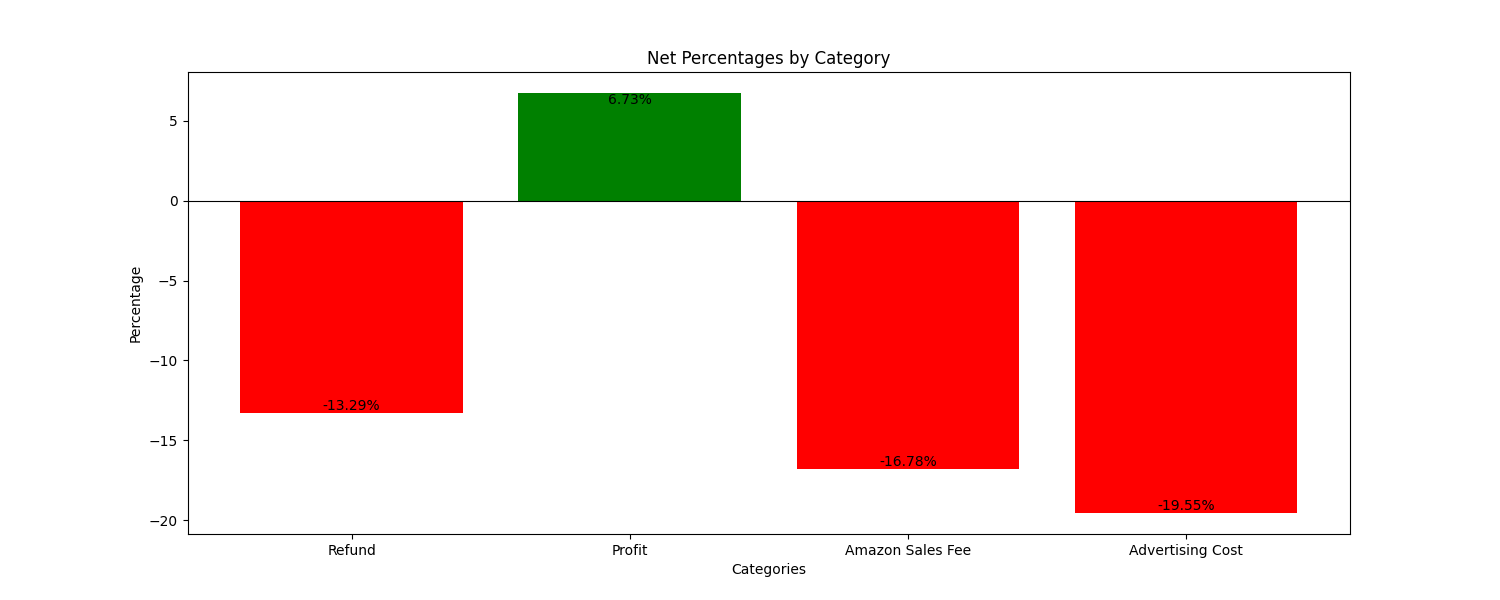 Net Percentages by Category
6.73%
5
0
−5
−10
−15
−20
Percentage
-13.29%
-16.78%
-19.55%
Refund
Profit
Amazon Sales Fee
Advertising Cost
Categories